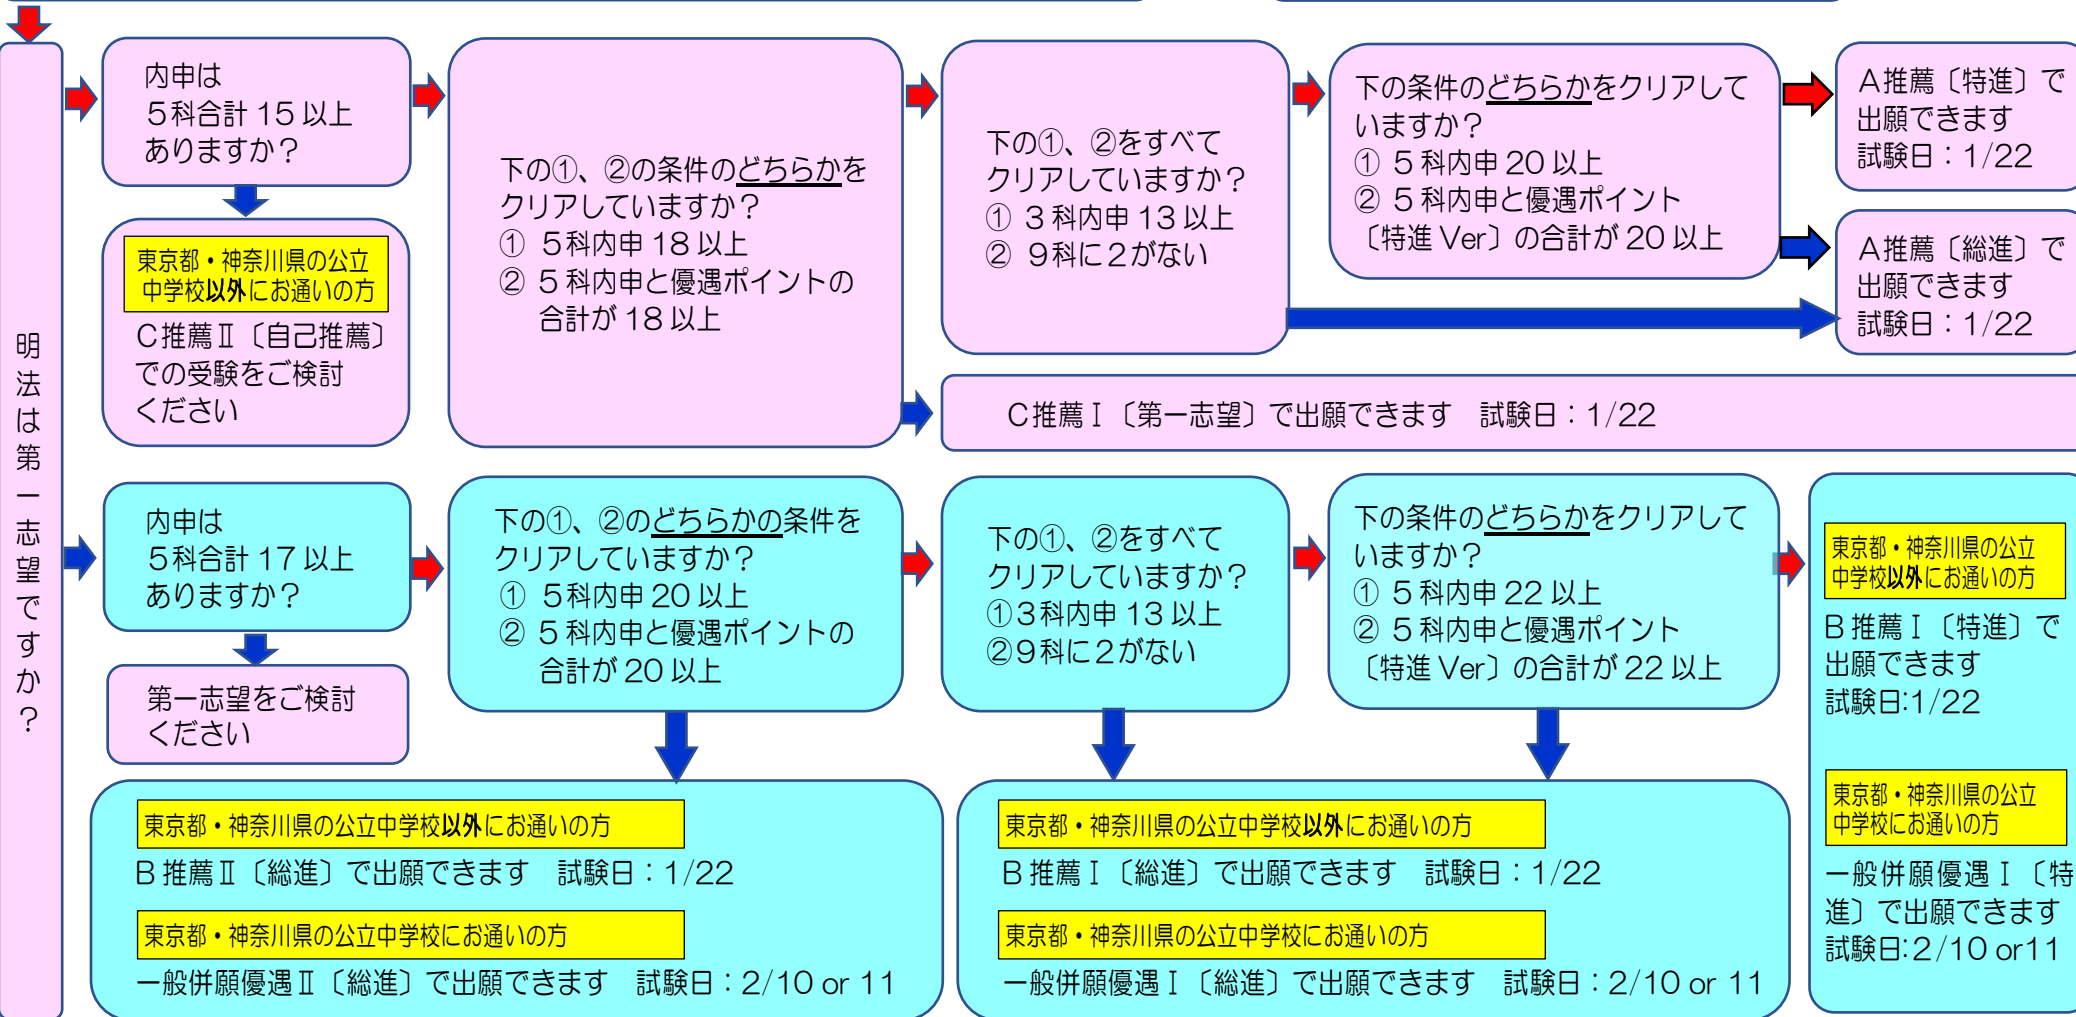 明法は第一志望ですか？
内申は
５科合計 15 以上
ありますか？
東京都・神奈川県の公立
中学校以外にお通いの方
Ｃ推薦Ⅱ〔自己推薦〕
での受験をご検討
ください
下の①、②の条件のどちらかを
クリアしていますか？
① ５科内申 18 以上
② ５科内申と優遇ポイントの
合計が 18 以上
下の①、②をすべて
クリアしていますか？
① ３科内申 13 以上
② ９科に２がない
下の条件のどちらかをクリアして
いますか？
① ５科内申 20 以上
② ５科内申と優遇ポイント
〔特進 Ver〕の合計が 20 以上
Ａ推薦〔特進〕で
出願できます
試験日：1/22
Ａ推薦〔総進〕で
出願できます
試験日：1/22
Ｃ推薦Ⅰ〔第一志望〕で出願できます　試験日：1/22
内申は
５科合計 17 以上
ありますか？
第一志望をご検討
ください
下の①、②のどちらかの条件を
クリアしていますか？
① ５科内申 20 以上
② ５科内申と優遇ポイントの
合計が 20 以上
下の①、②をすべて
クリアしていますか？
①３科内申 13 以上
②９科に２がない
下の条件のどちらかをクリアして
いますか？
① ５科内申 22 以上
② ５科内申と優遇ポイント
〔特進 Ver〕の合計が 22 以上
東京都・神奈川県の公立
中学校以外にお通いの方
Ｂ推薦Ⅰ〔特進〕で
出願できます
試験日:1/22
東京都・神奈川県の公立
中学校にお通いの方
一般併願優遇Ⅰ〔特
進〕で出願できます
試験日:2/10 or11
東京都・神奈川県の公立中学校以外にお通いの方
Ｂ推薦Ⅱ〔総進〕で出願できます　試験日：1/22
東京都・神奈川県の公立中学校にお通いの方
一般併願優遇Ⅱ〔総進〕で出願できます　試験日：2/10 or 11
東京都・神奈川県の公立中学校以外にお通いの方
Ｂ推薦Ⅰ〔総進〕で出願できます　試験日：1/22
東京都・神奈川県の公立中学校にお通いの方
一般併願優遇Ⅰ〔総進〕で出願できます　試験日：2/10 or 11